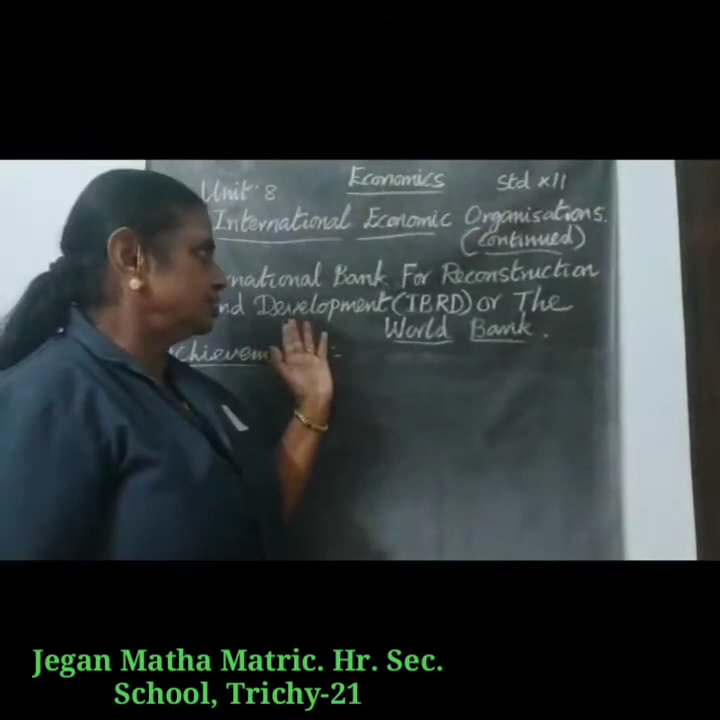 Unit. 8 Economics Std XII
International Economic Organisations.
(Continued)
national Bank For Reconstruction
nd Development (IBRD) or The
World Bank.
chievem :-
Jegan Matha Matric. Hr. Sec.
School, Trichy-21